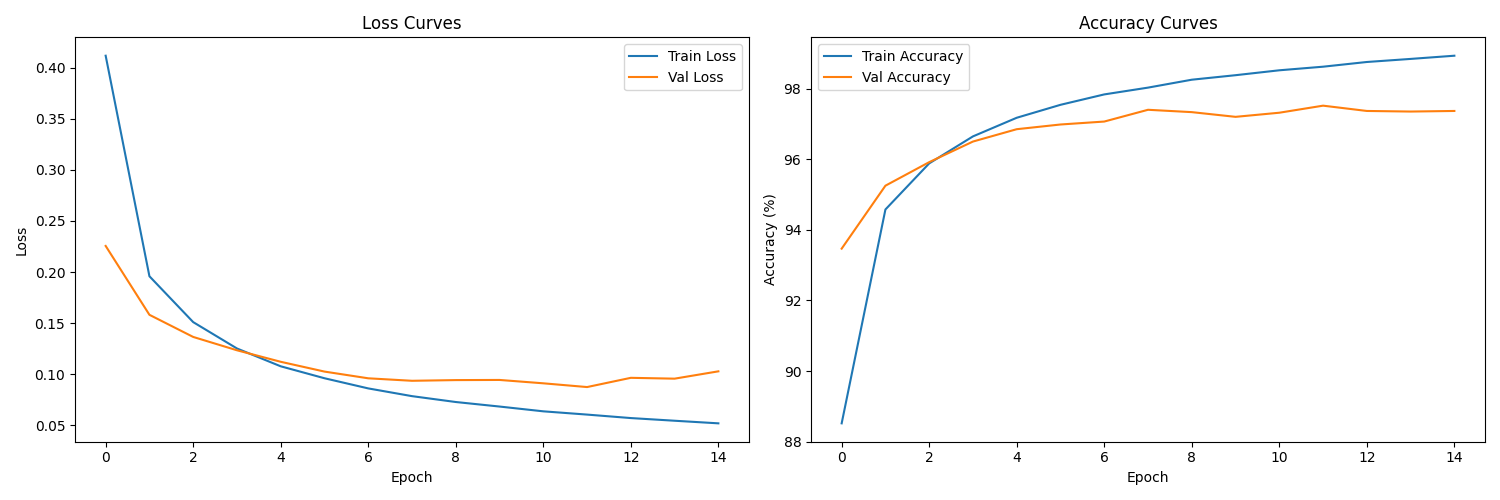 Loss Curves
Train Loss
Val Loss
0.40
0.35
0.30
0.25
0.20
0.15
0.10
0.05
Loss
0 2 4 6 8 10 12 14
Epoch
Accuracy Curves
Train Accuracy
Val Accuracy
98
96
94
92
90
88
Accuracy (%)
0 2 4 6 8 10 12 14
Epoch